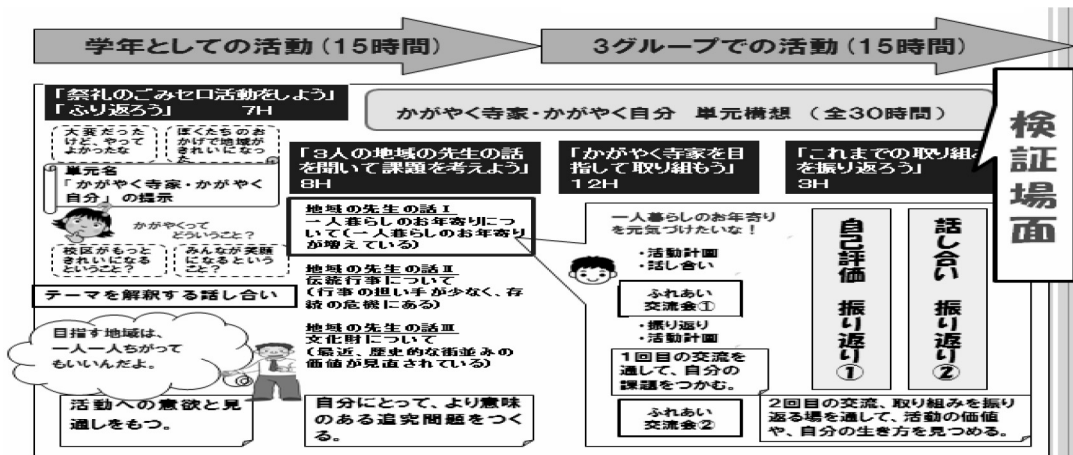 学年としての活動(15時間)
3グループでの活動(15時間)
「祭礼のごみゼロ活動をしよう」
「ふり返ろう」 7H
かがやく寺家・かがやく自分 単元構想 (全30時間)
検証場面
大変だった
けど、やって
よかったな
ぼくたちのお
かげで地域が
きれいになっ
た
単元名
「かがやく寺家・かがやく
自分」の提示
かがやくって
どういうこと?
校区がもっと
きれいになる
ということ?
みんなが笑顔
になるという
こと?
テーマを解釈する話し合い
目指す地域は、
一人一人ちがって
もいいんだよ。
活動への意欲と見
通しをもつ。
「3人の地域の先生の話
を聞いて課題を考えよう」
8H
地域の先生の話Ⅰ
一人暮らしのお年寄りにつ
いて(一人暮らしのお年寄り
が増えている)
地域の先生の話Ⅱ
伝統行事について
(行事の担い手が少なく、存
続の危機にある)
地域の先生の話Ⅲ
文化財について
(最近、歴史的な街並みの
価値が見直されている)
自分にとって、より意味
のある追究問題をつく
る。
「かがやく寺家を目
指して取り組もう」
12H
一人暮らしのお年寄り
を元気づけたいな!
・活動計画
・話し合い
ふれあい
交流会①
・振り返り
・活動計画
1回目の交流を
通して、自分の
課題をつかむ。
ふれあい
交流会②
「これまでの取り組み
を振り返ろう」
3H
自己評価 振り返り①
話し合い 振り返り②
2回目の交流、取り組みを振り
返る場を通して、活動の価値
や、自分の生き方を見つめる。